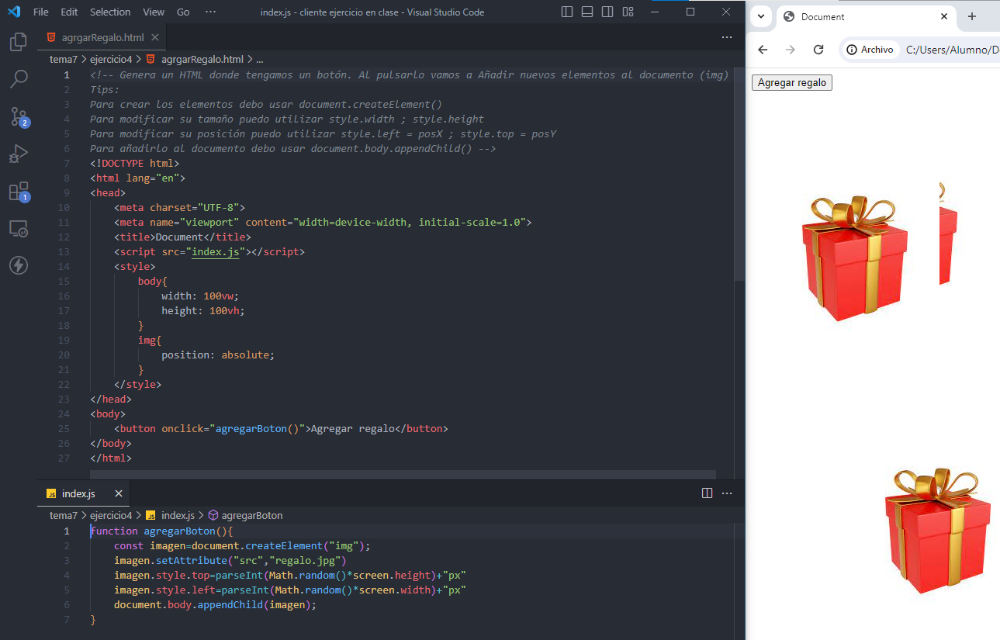 File Edit Selection View Go ··· index.js - cliente ejercicio en clase - Visual Studio Code
agrgarRegalo.html
tema7 > ejercicio4 > agrgarRegalo.html > ...
1 <!-- Genera un HTML donde tengamos un botón. Al pulsarlo vamos a Añadir nuevos elementos al documento (img)
2 Tips:
3 Para crear los elementos debo usar document.createElement()
4 Para modificar su tamaño puedo utilizar style.width ; style.height
5 Para modificar su posición puedo utilizar style.left = posX ; style.top = posY
6 Para añadirlo al documento debo usar document.body.appendChild() -->
7 <!DOCTYPE html>
8 <html lang="en">
9 <head>
10     <meta charset="UTF-8">
11     <meta name="viewport" content="width=device-width, initial-scale=1.0">
12     <title>Document</title>
13     <script src="index.js"></script>
14     <style>
15         body{
16             width: 100vw;
17             height: 100vh;
18         }
19         img{
20             position: absolute;
21         }
22     </style>
23 </head>
24 <body>
25     <button onclick="agregarBoton()">Agregar regalo</button>
26 </body>
27 </html>
2
1
index.js
tema7 > ejercicio4 > index.js > agregarBoton
1 function agregarBoton(){
2     const imagen=document.createElement("img");
3     imagen.setAttribute("src","regalo.jpg")
4     imagen.style.top=parseInt(Math.random()*screen.height)+"px"
5     imagen.style.left=parseInt(Math.random()*screen.width)+"px"
6     document.body.appendChild(imagen);
7 }
Document
Archivo C:/Users/Alumno/D
Agregar regalo